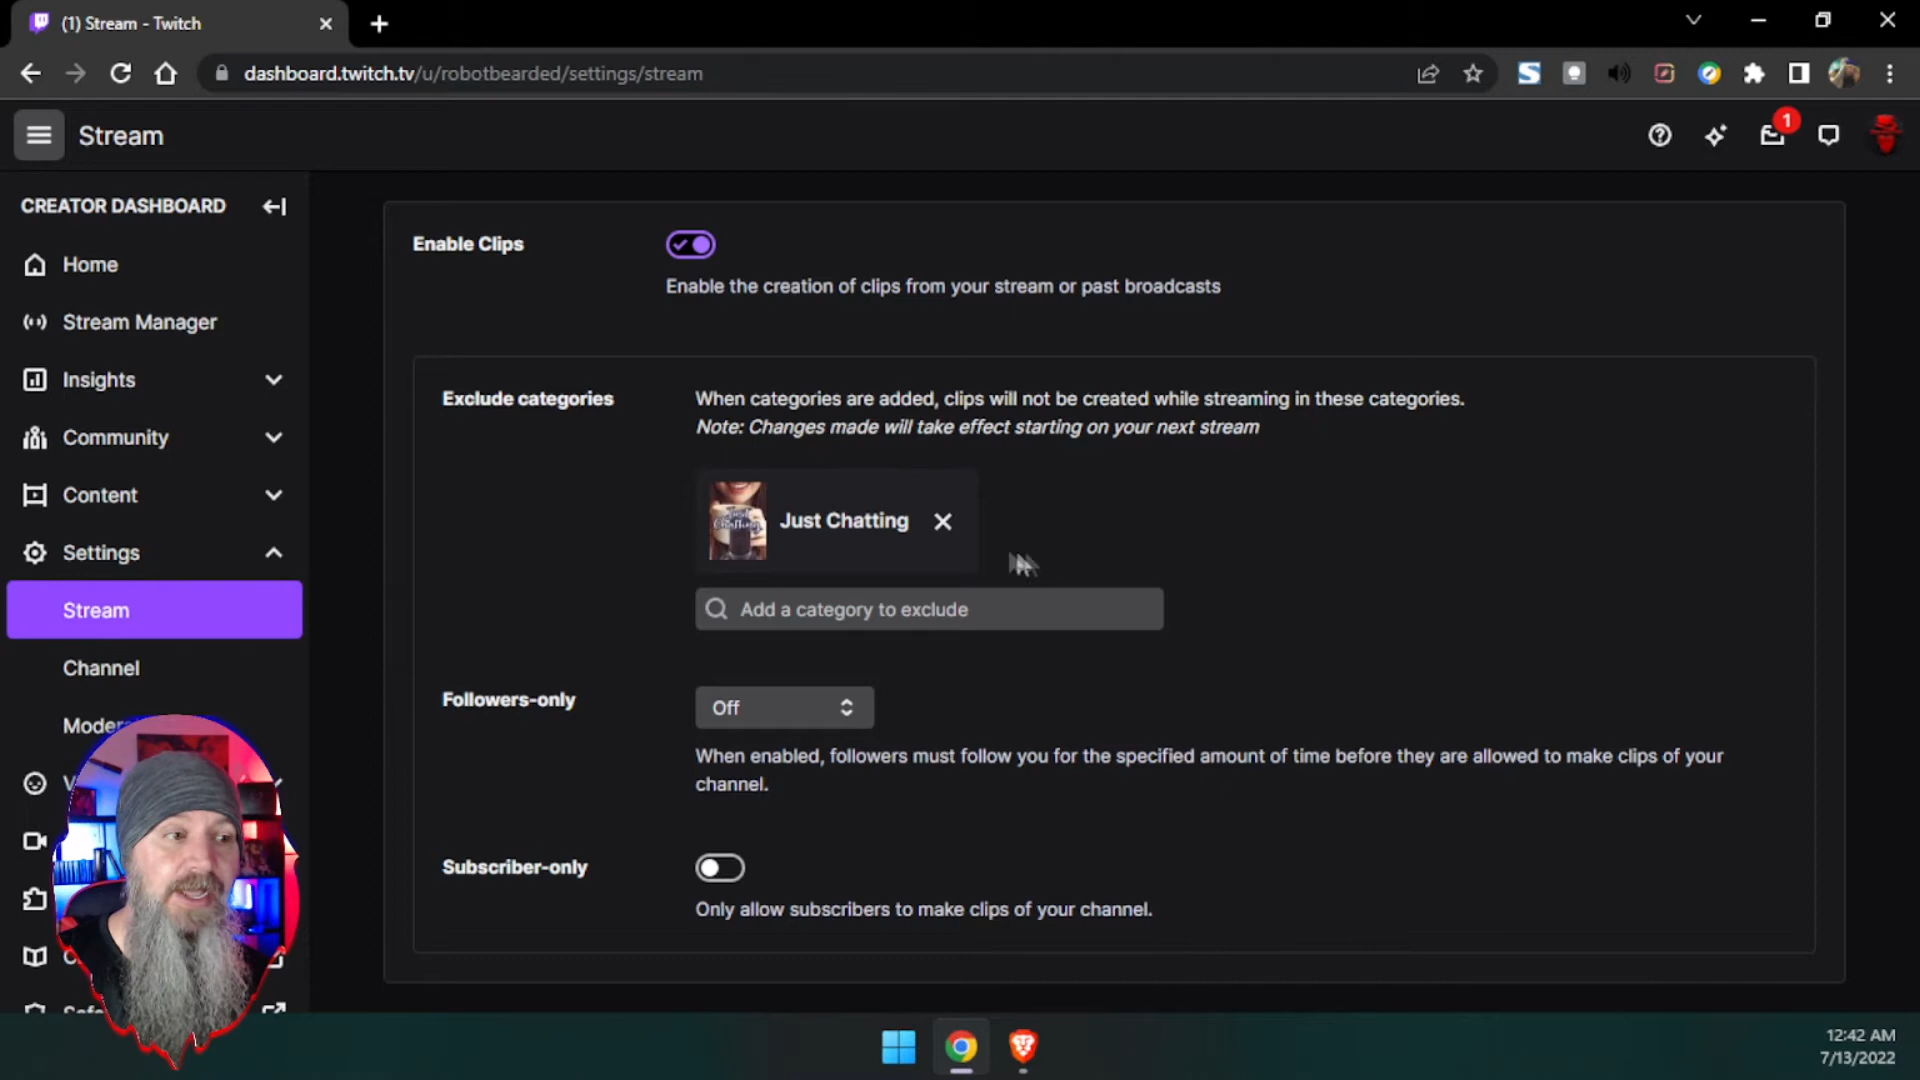 (1) Stream - Twitch
dashboard.twitch.tv/u/robotbearded/settings/stream
Stream
1
CREATOR DASHBOARD
Home
Stream Manager
Insights
Community
Content
Settings
Stream
Channel
Enable Clips
Enable the creation of clips from your stream or past broadcasts
Exclude categories
When categories are added, clips will not be created while streaming in these categories.
Note: Changes made will take effect starting on your next stream
Just Chatting
Add a category to exclude
Followers-only
Off
When enabled, followers must follow you for the specified amount of time before they are allowed to make clips of your
channel.
Subscriber-only
Only allow subscribers to make clips of your channel.
12:42 AM
7/13/2022